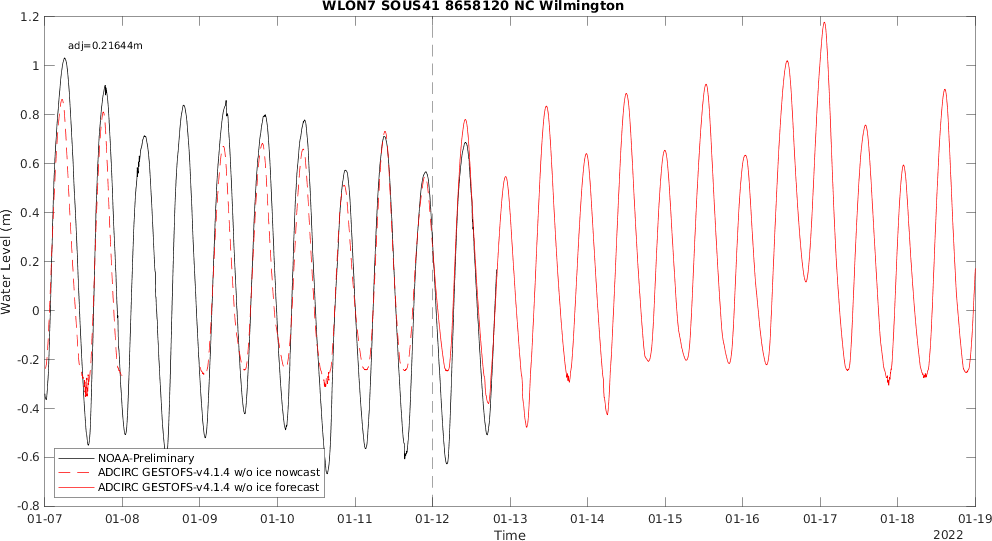 WLON7 SOUS41 8658120 NC Wilmington
adj=0.21644m
1.2
1
0.8
0.6
0.4
0.2
0
-0.2
-0.4
-0.6
-0.8
Water Level (m)
NOAA-Preliminary
ADCIRC GESTOFS-v4.1.4 w/o ice nowcast
ADCIRC GESTOFS-v4.1.4 w/o ice forecast
01-07 01-08 01-09 01-10 01-11 01-12 01-13 01-14 01-15 01-16 01-17 01-18 01-19
Time
2022